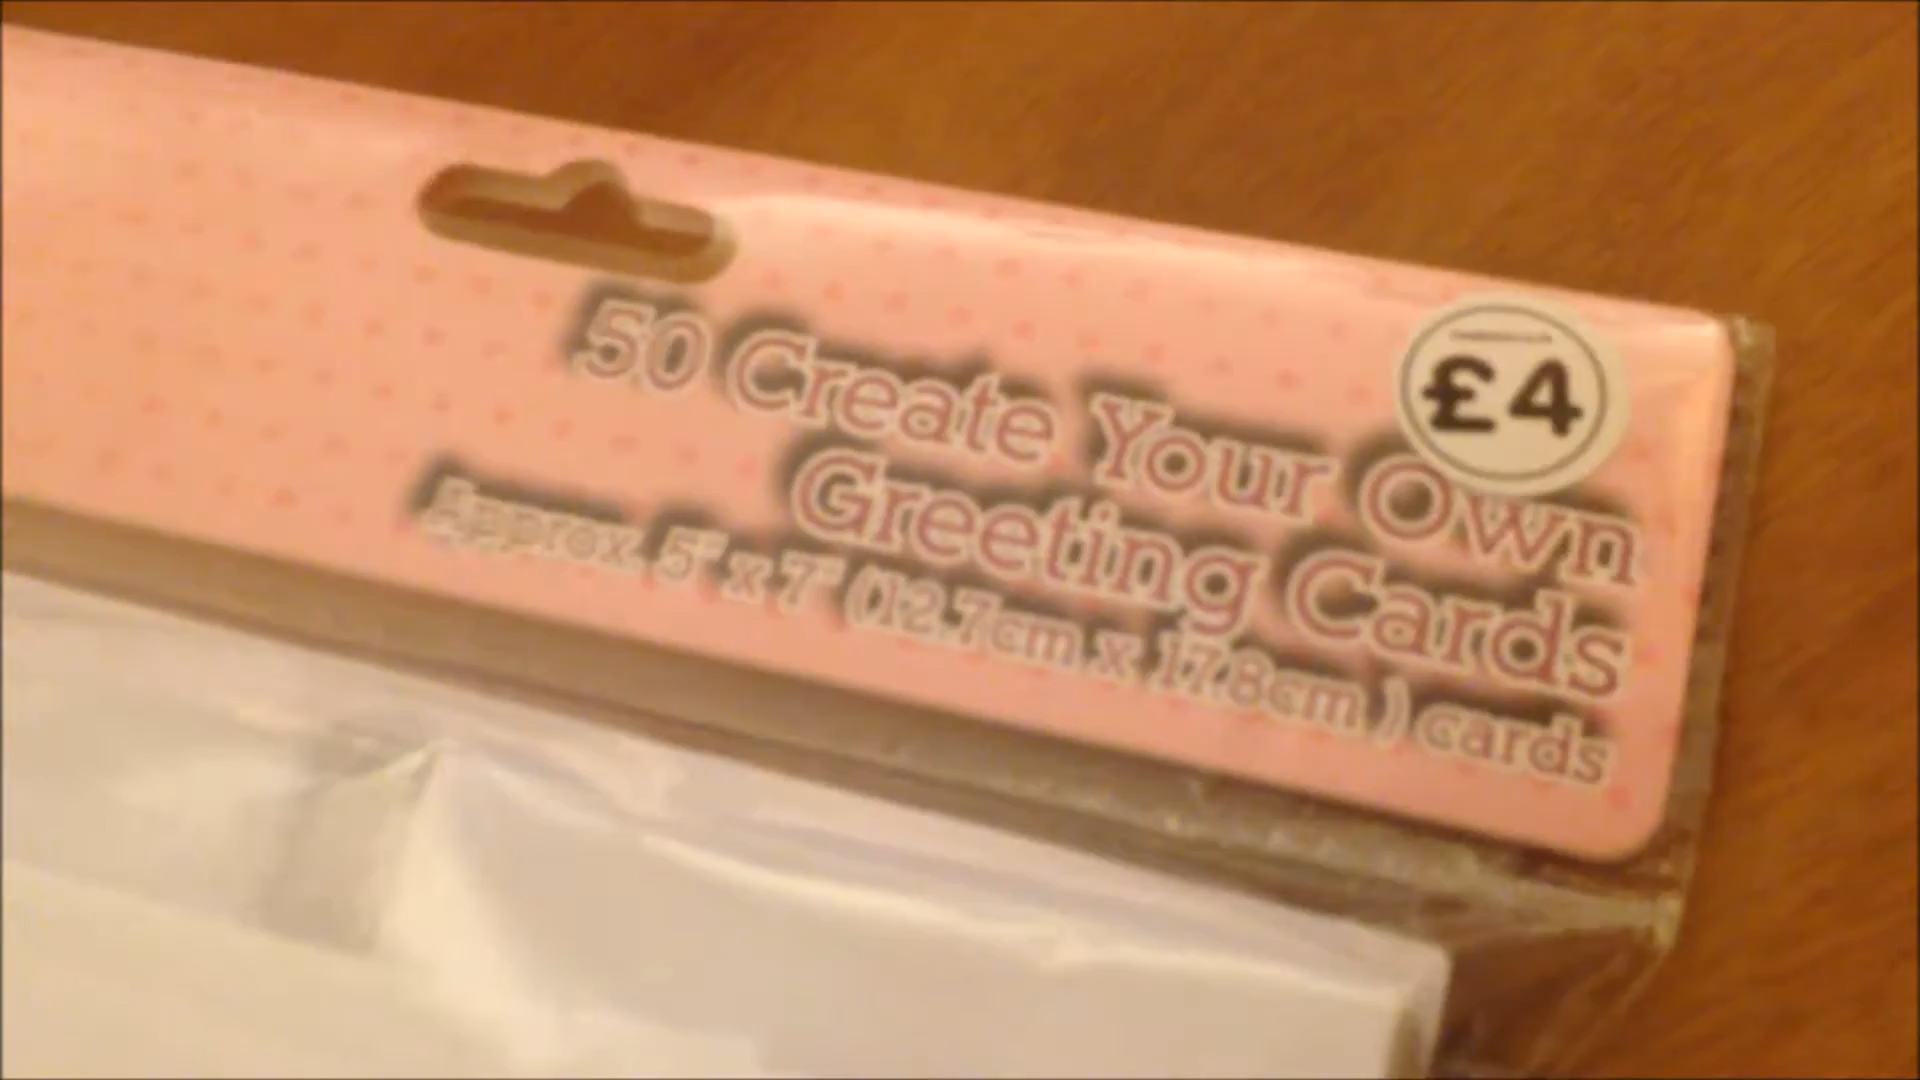 £4
50 Create Your Own
Greeting Cards
Approx. 5" x 7" (12.7cm x 17.8cm ) cards